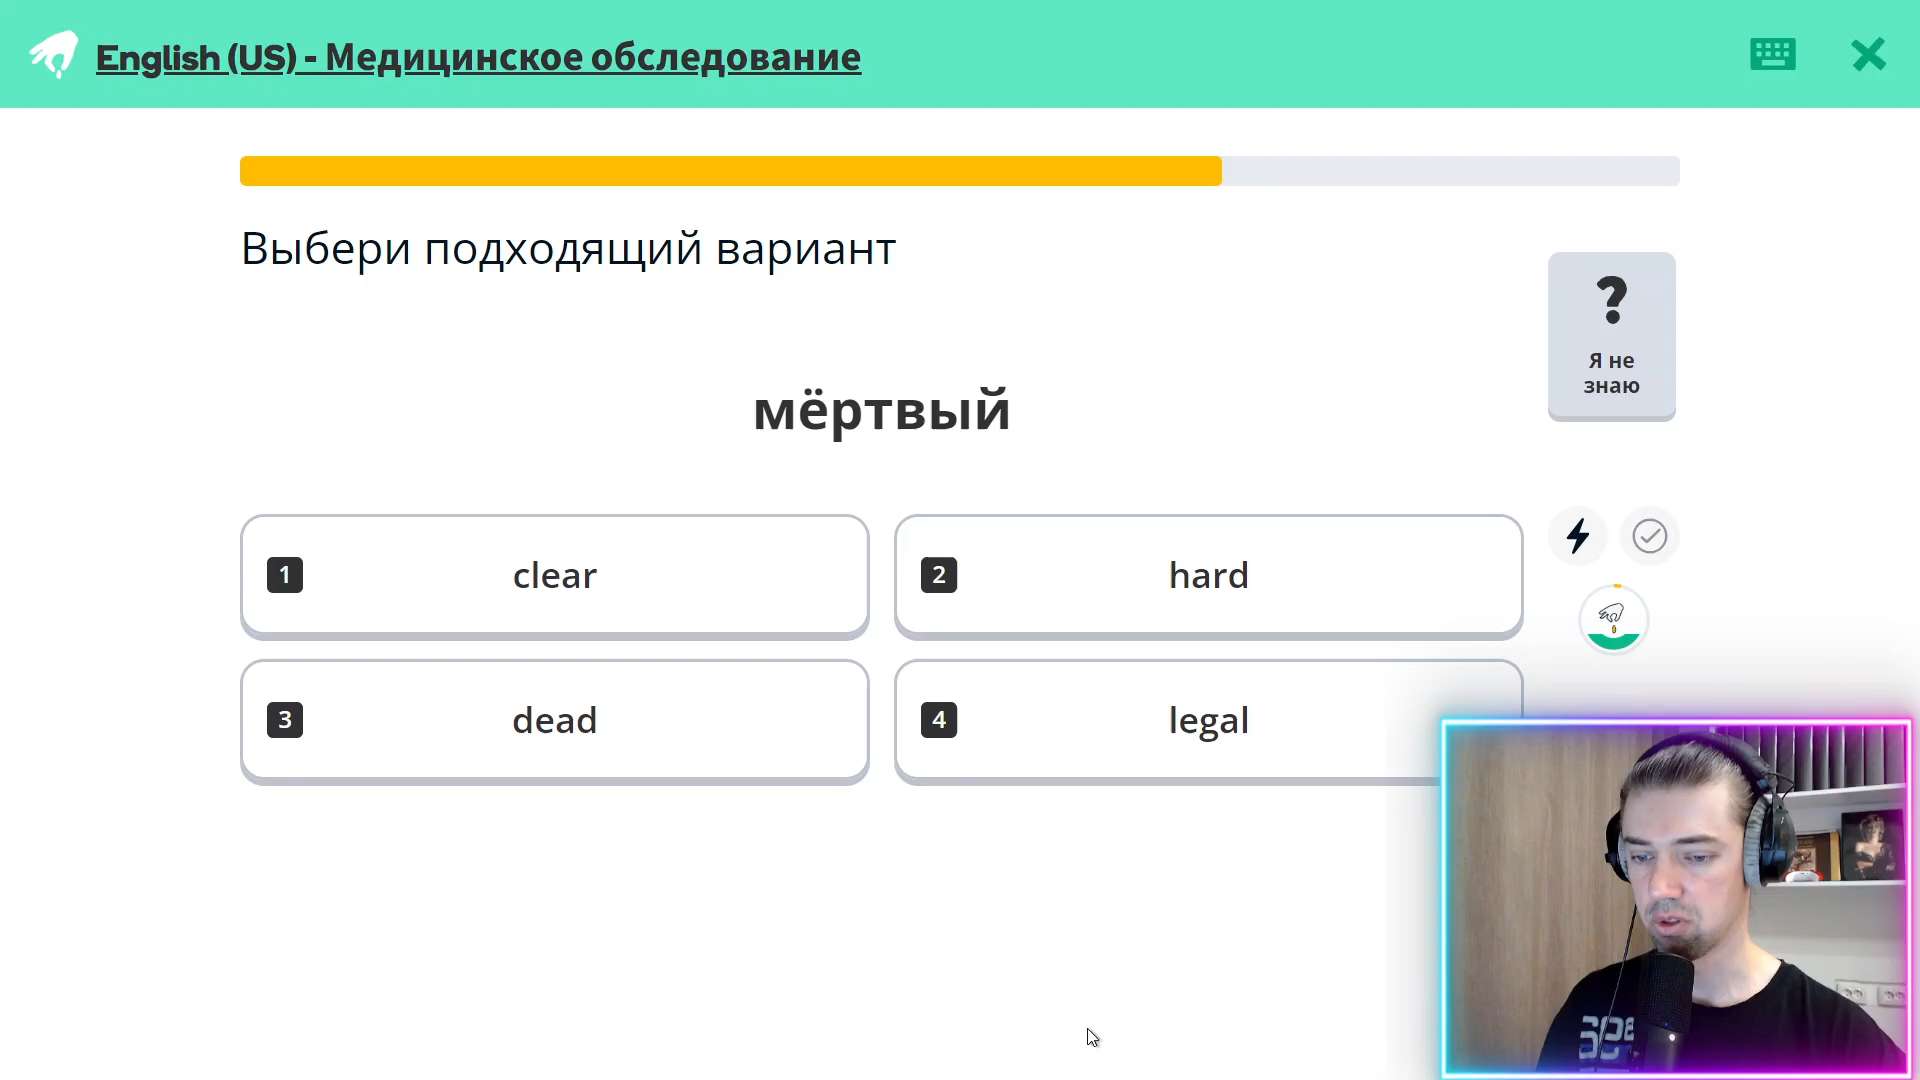 English (US) - Медицинское обследование
Выбери подходящий вариант
?
Я не
знаю
мёртвый
1 clear
2 hard
3 dead
4 legal